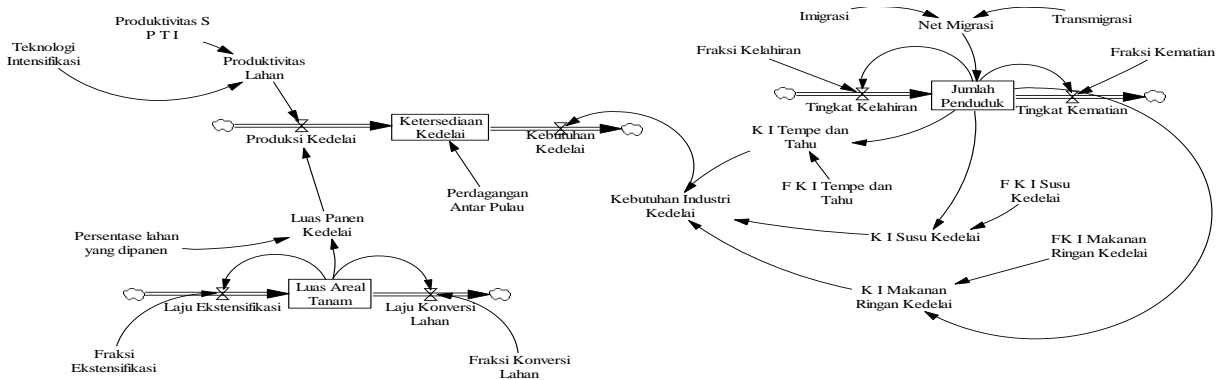 Produktivitas S
P T I
Teknologi
Intensifikasi
Produktivitas
Lahan
Produksi Kedelai
Ketersediaan
Kedelai
Kebutuhan
Kedelai
Perdagangan
Antar Pulau
Luas Panen
Kedelai
Persentase lahan
yang dipanen
Laju Ekstensifikasi
Luas Areal
Tanam
Laju Konversi
Lahan
Fraksi
Ekstensifikasi
Fraksi Konversi
Lahan
Imigrasi
Net Migrasi
Transmigrasi
Fraksi Kelahiran
Fraksi Kematian
Tingkat Kelahiran
Jumlah
Penduduk
Tingkat Kematian
K I Tempe dan
Tahu
F K I Tempe dan
Tahu
Kebutuhan Industri
Kedelai
F K I Susu
Kedelai
K I Susu Kedelai
FK I Makanan
Ringan Kedelai
K I Makanan
Ringan Kedelai